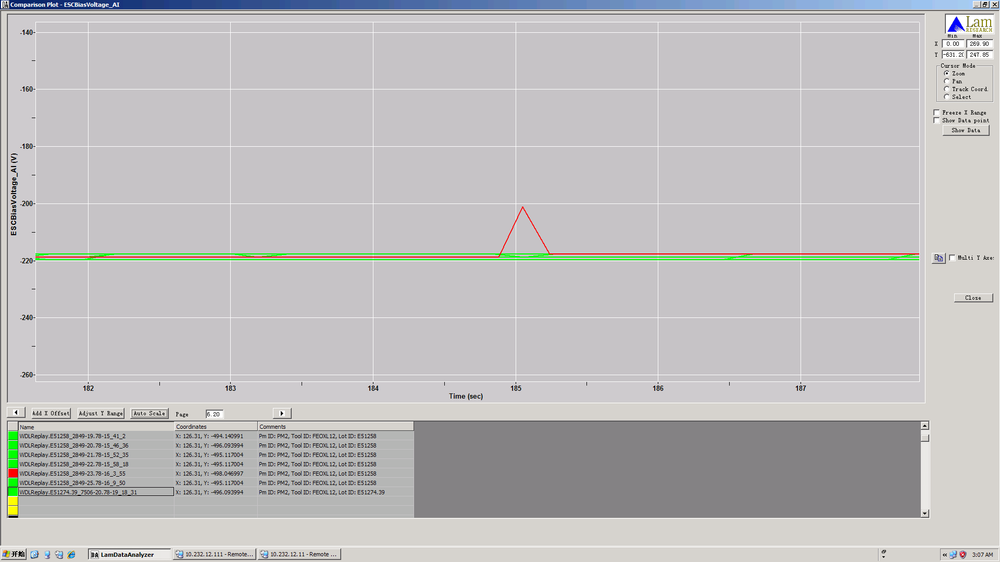 Comparison Plot - ESCBiasVoltage_AI
Lam
RESEARCH
Min Max
X 0.00 269.90
Y -631.20 247.85
Cursor Mode
Zoom
Pan
Track Coord.
Select
Freeze X Range
Show Data point
Show Data
Multi Y Axe
Close
-140
-160
-180
-200
-220
-240
-260
ESCBiasVoltage_AI (V)
182 183 184 185 186 187
Time (sec)
Add X Offset Adjust Y Range Auto Scale Page 6.20
Name Coordinates Comments
WDLReplay.E51258_2849-19.78-15_41_2 X: 126.31, Y: -494.140991 Pm ID: PM2, Tool ID: FEOXL12, Lot ID: E51258
WDLReplay.E51258_2849-20.78-15_46_36 X: 126.31, Y: -496.093994 Pm ID: PM2, Tool ID: FEOXL12, Lot ID: E51258
WDLReplay.E51258_2849-21.78-15_52_35 X: 126.31, Y: -495.117004 Pm ID: PM2, Tool ID: FEOXL12, Lot ID: E51258
WDLReplay.E51258_2849-22.78-15_58_18 X: 126.31, Y: -495.117004 Pm ID: PM2, Tool ID: FEOXL12, Lot ID: E51258
WDLReplay.E51258_2849-23.78-16_3_55 X: 126.31, Y: -498.046997 Pm ID: PM2, Tool ID: FEOXL12, Lot ID: E51258
WDLReplay.E51258_2849-25.78-16_9_50 X: 126.31, Y: -495.117004 Pm ID: PM2, Tool ID: FEOXL12, Lot ID: E51258
WDLReplay.E51274.39_7506-20.78-19_18_31 X: 126.31, Y: -496.093994 Pm ID: PM2, Tool ID: FEOXL12, Lot ID: E51274.39
开始 DA LamDataAnalyzer 10.232.12.111 - Remote... 10.232.12.11 - Remote ... « 3:07 AM